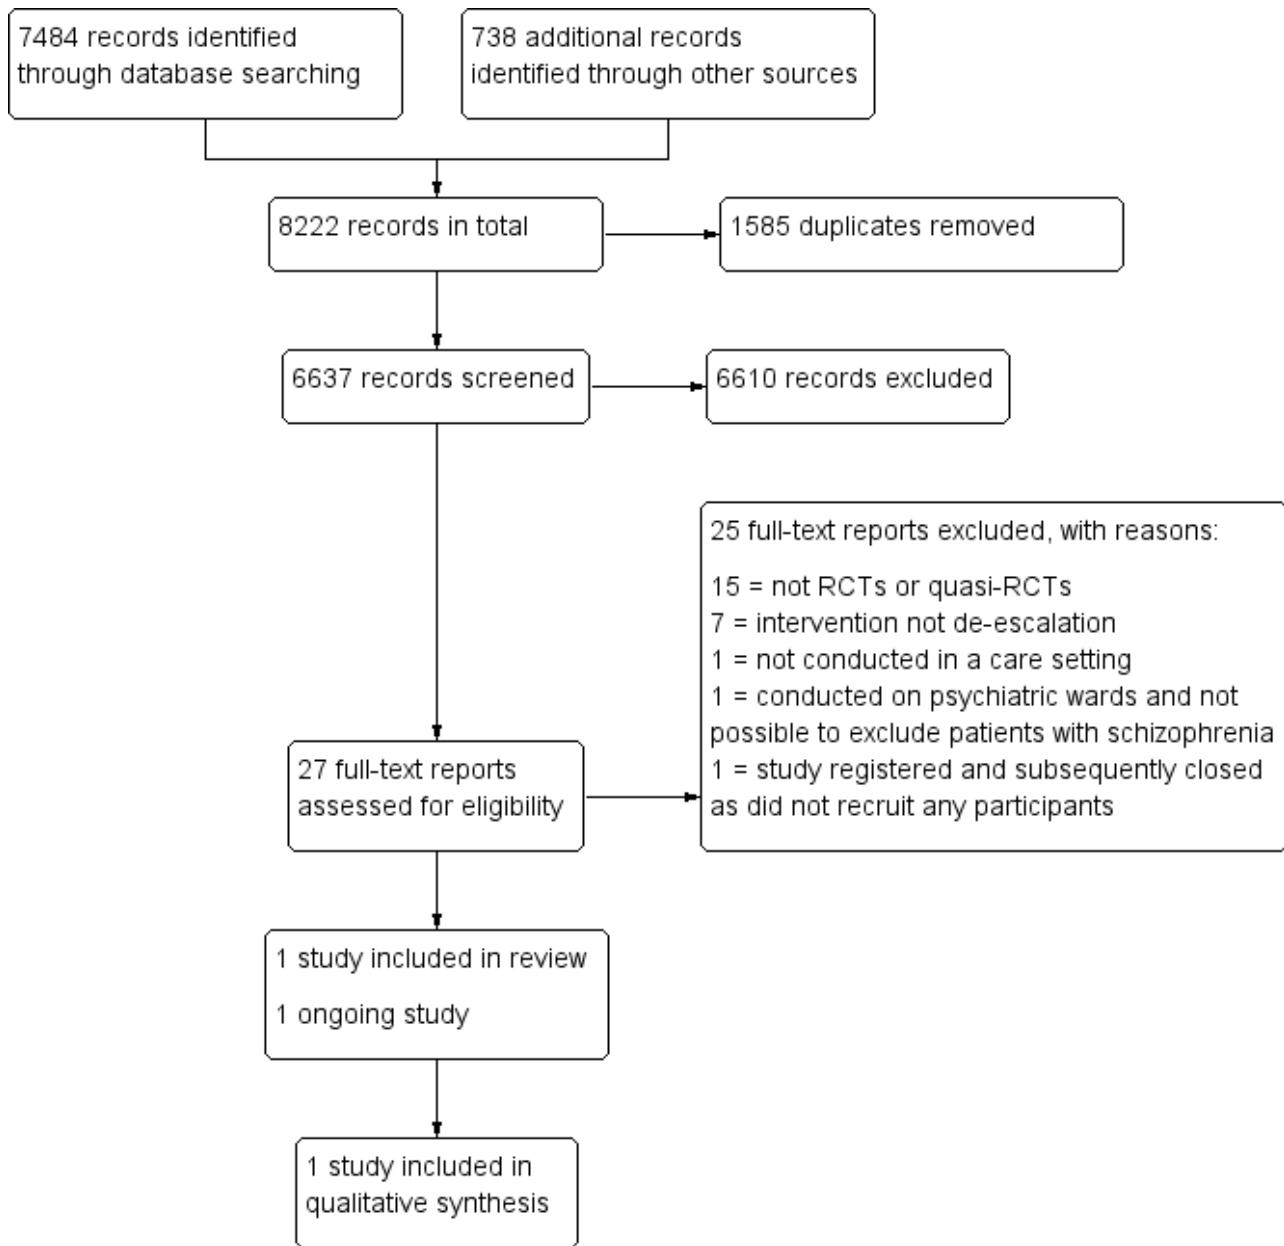 7484 records identified
through database searching
738 additional records
identified through other sources
8222 records in total
1585 duplicates removed
6637 records screened
6610 records excluded
25 full-text reports excluded, with reasons:
15 = not RCTs or quasi-RCTs
7 = intervention not de-escalation
1 = not conducted in a care setting
1 = conducted on psychiatric wards and not
possible to exclude patients with schizophrenia
1 = study registered and subsequently closed
as did not recruit any participants
27 full-text reports
assessed for eligibility
1 study included in review
1 ongoing study
1 study included in
qualitative synthesis